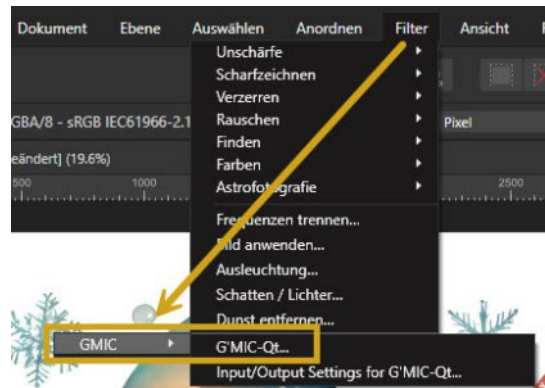 Dokument Ebene Auswählen Anordnen Filter Ansicht
Unschärfe
Scharfzeichnen
Verzerren
GBA/8 - sRGB IEC61966-2.1 Rauschen Pixel
Finden
eändert] (19.6%) Farben
500 1000 Astrofotografie 2500
Frequenzen trennen...
Bild anwenden...
Ausleuchtung...
Schatten / Lichter...
Dunst entfernen...
GMIC G'MIC-Qt...
Input/Output Settings for G'MIC-Qt...